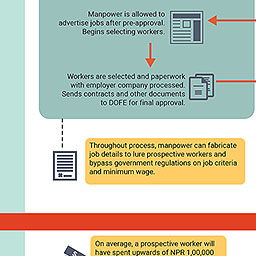 Manpower is allowed to
advertise jobs after pre-approval.
Begins selecting workers.
Workers are selected and paperwork
with employer company processed.
Sends contracts and other documents
to DOFE for final approval.
Throughout process, manpower can fabricate
job details to lure prospective workers and
bypass government regulations on job criteria
and minimum wage.
On average, a prospective worker will
have spent upwards of NPR 1,00,000